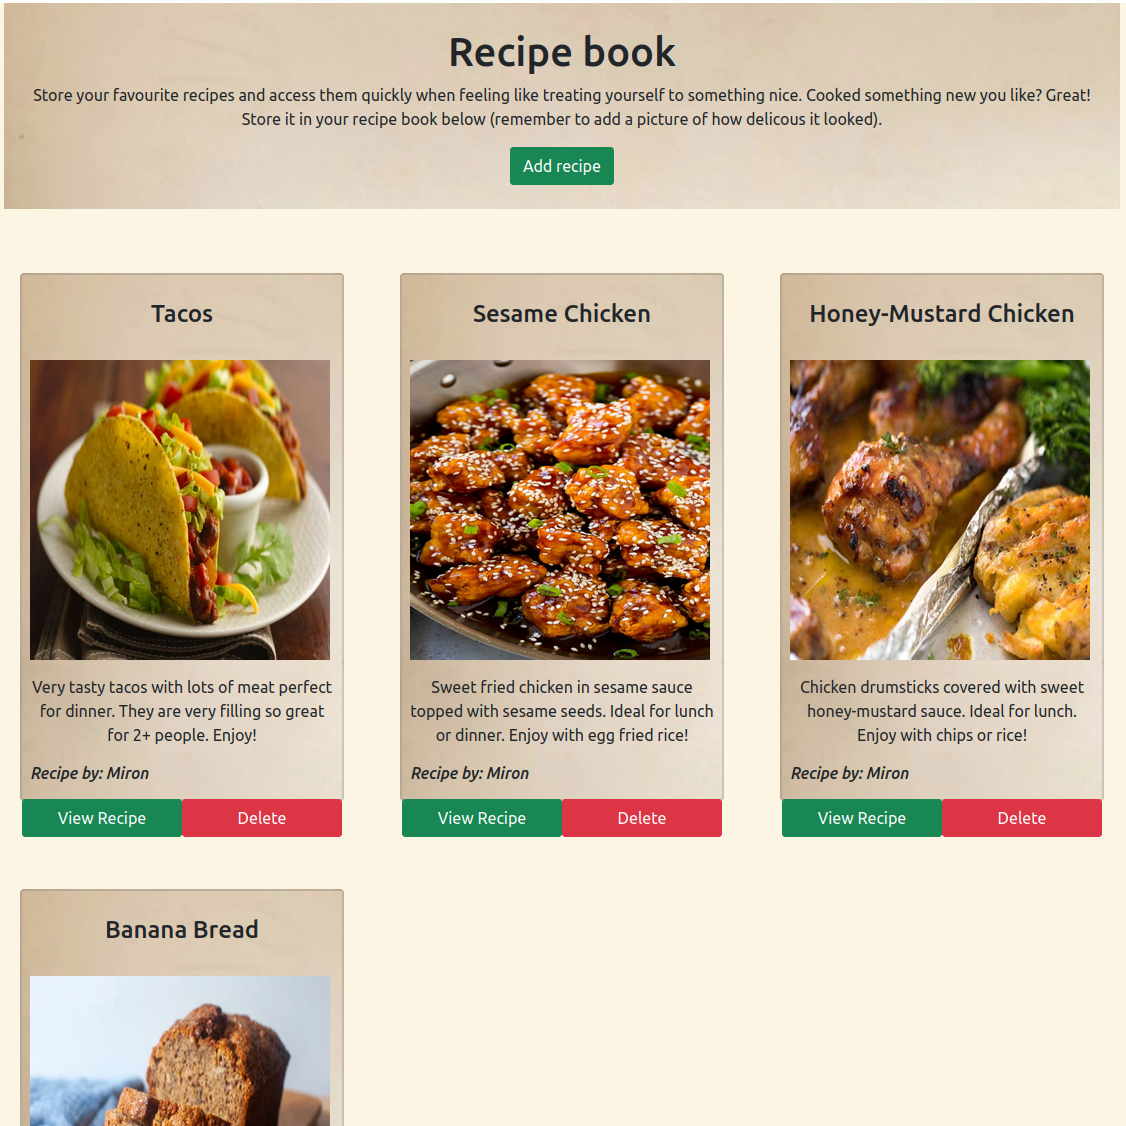 Recipe book
Store your favourite recipes and access them quickly when feeling like treating yourself to something nice. Cooked something new you like? Great!
Store it in your recipe book below (remember to add a picture of how delicous it looked).
Add recipe
Tacos
Very tasty tacos with lots of meat perfect
for dinner. They are very filling so great
for 2+ people. Enjoy!
Recipe by: Miron
View Recipe
Delete
Sesame Chicken
Sweet fried chicken in sesame sauce
topped with sesame seeds. Ideal for lunch
or dinner. Enjoy with egg fried rice!
Recipe by: Miron
View Recipe
Delete
Honey-Mustard Chicken
Chicken drumsticks covered with sweet
honey-mustard sauce. Ideal for lunch.
Enjoy with chips or rice!
Recipe by: Miron
View Recipe
Delete
Banana Bread